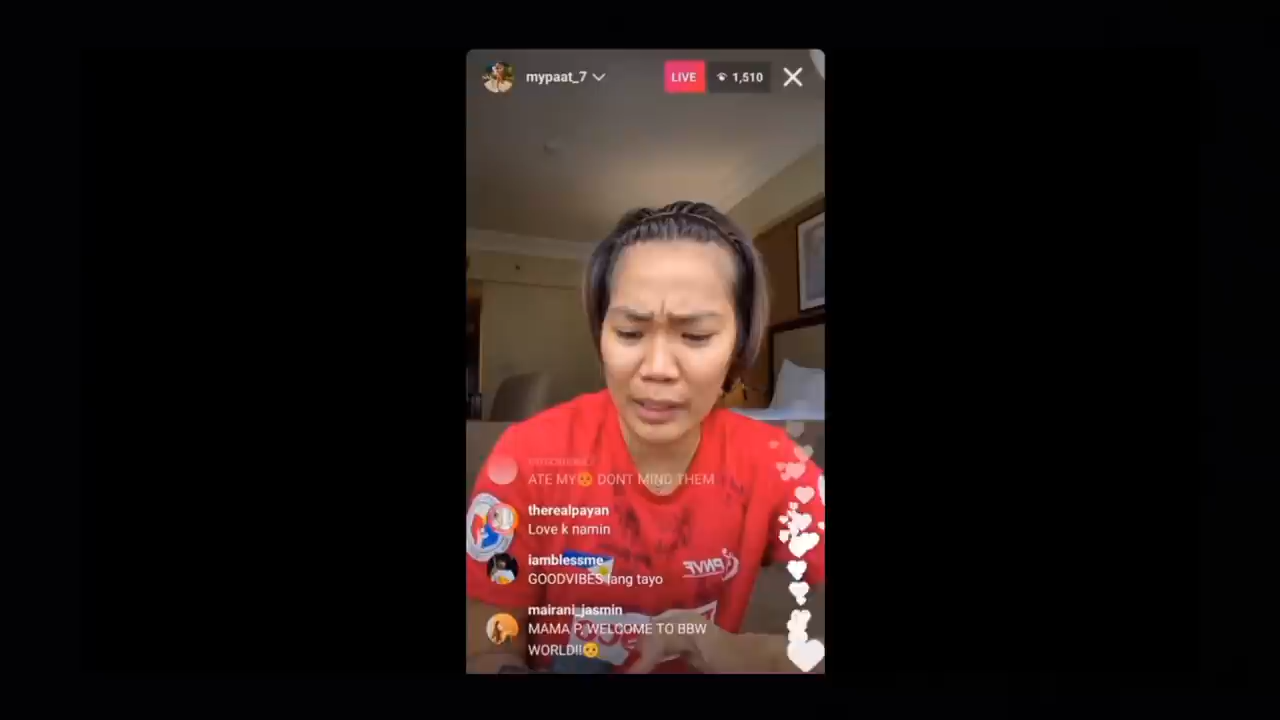 mypaat_7
LIVE
1,510
ATE MY🥺 DONT MIND THEM
therealpayan
Love k namin
iamblessme
GOODVIBES lang tayo
PNVF
mairani_jasmin
MAMA P, WELCOME TO BBW
WORLD!!🥺